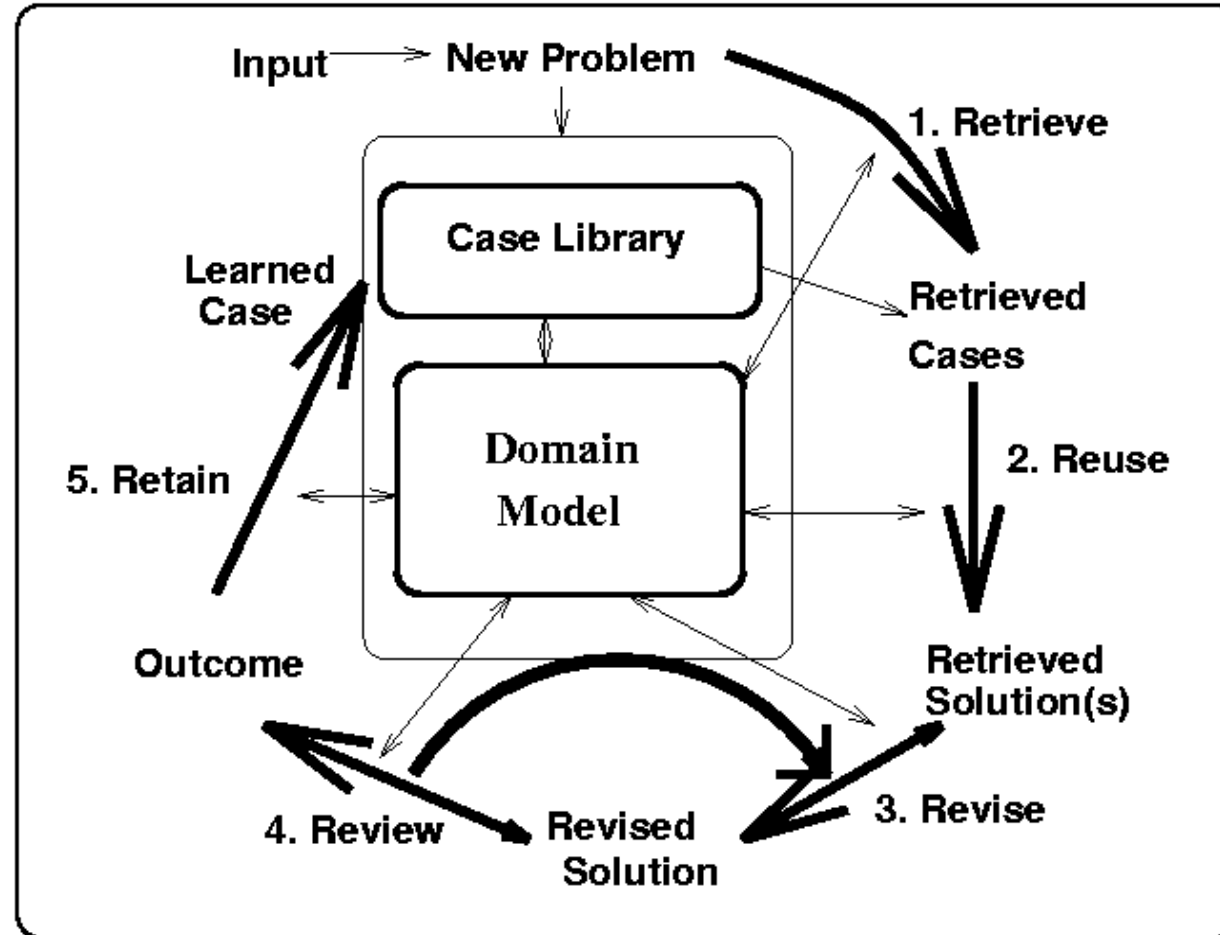 Input
New Problem
1. Retrieve
Case Library
Learned
Case
Retrieved
Cases
Domain
Model
2. Reuse
5. Retain
Outcome
Retrieved
Solution(s)
3. Revise
4. Review
Revised
Solution